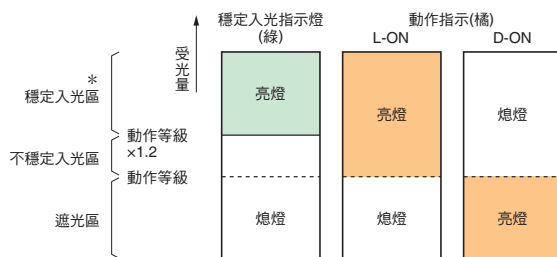 穩定入光指示燈
(綠)
動作指示(橘)
L-ON
D-ON
受光量
*
穩定入光區
亮燈
亮燈
熄燈
動作等級
×1.2
不穩定入光區
動作等級
遮光區
熄燈
熄燈
亮燈